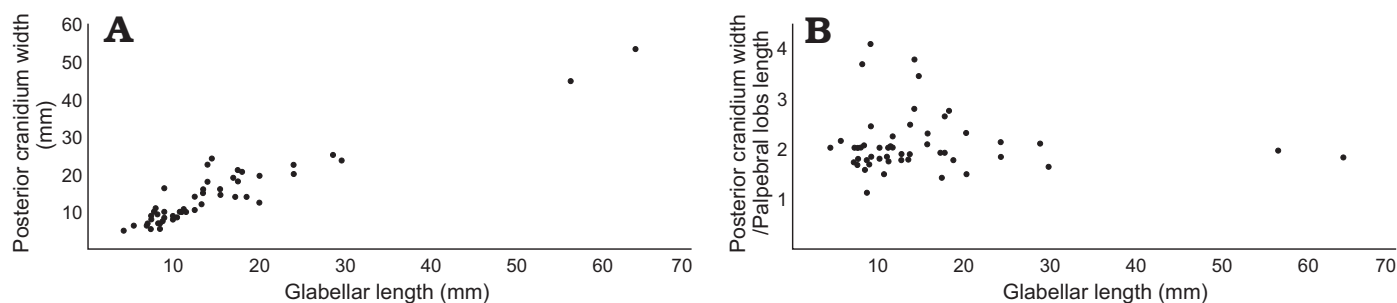 A
Posterior cranidium width
(mm)
60
50
40
30
20
10
10 20 30 40 50 60 70
Glabellar length (mm)
B
Posterior cranidium width
/Palpebral lobs length
4
3
2
1
10 20 30 40 50 60 70
Glabellar length (mm)